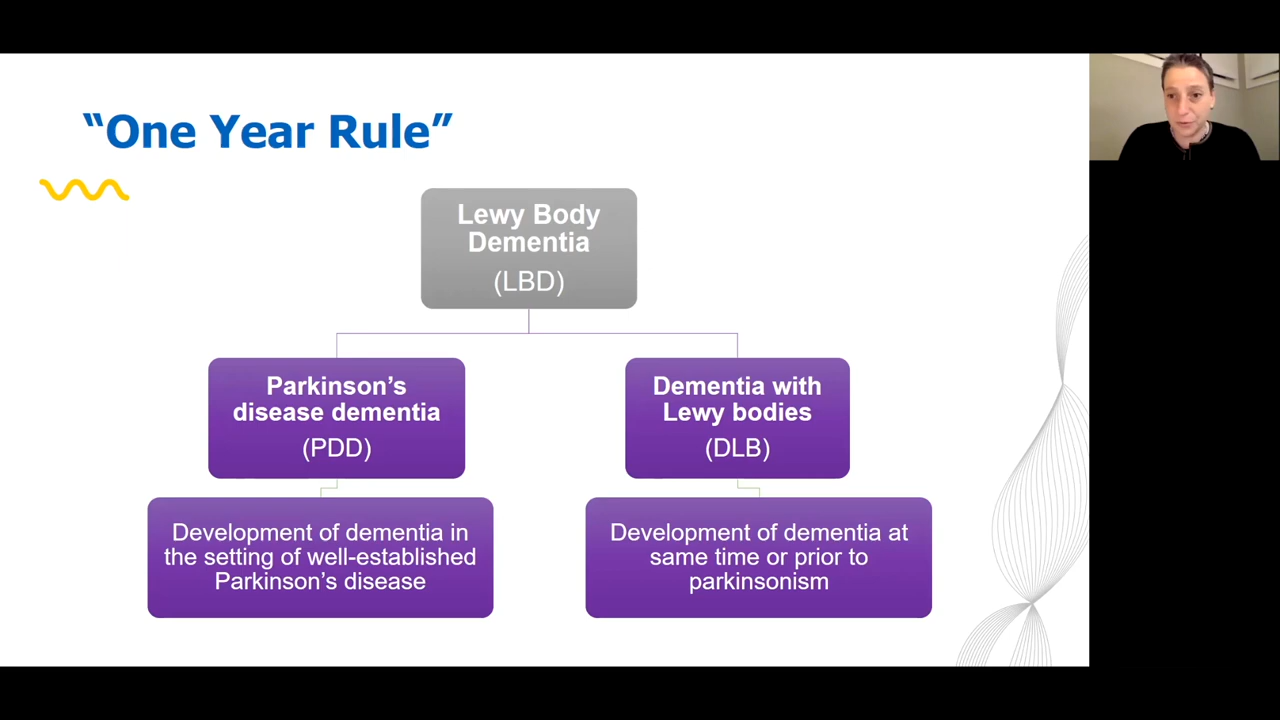 “One Year Rule”
Lewy Body
Dementia
(LBD)
Parkinson’s
disease dementia
(PDD)
Development of dementia in
the setting of well-established
Parkinson’s disease
Dementia with
Lewy bodies
(DLB)
Development of dementia at
same time or prior to
parkinsonism